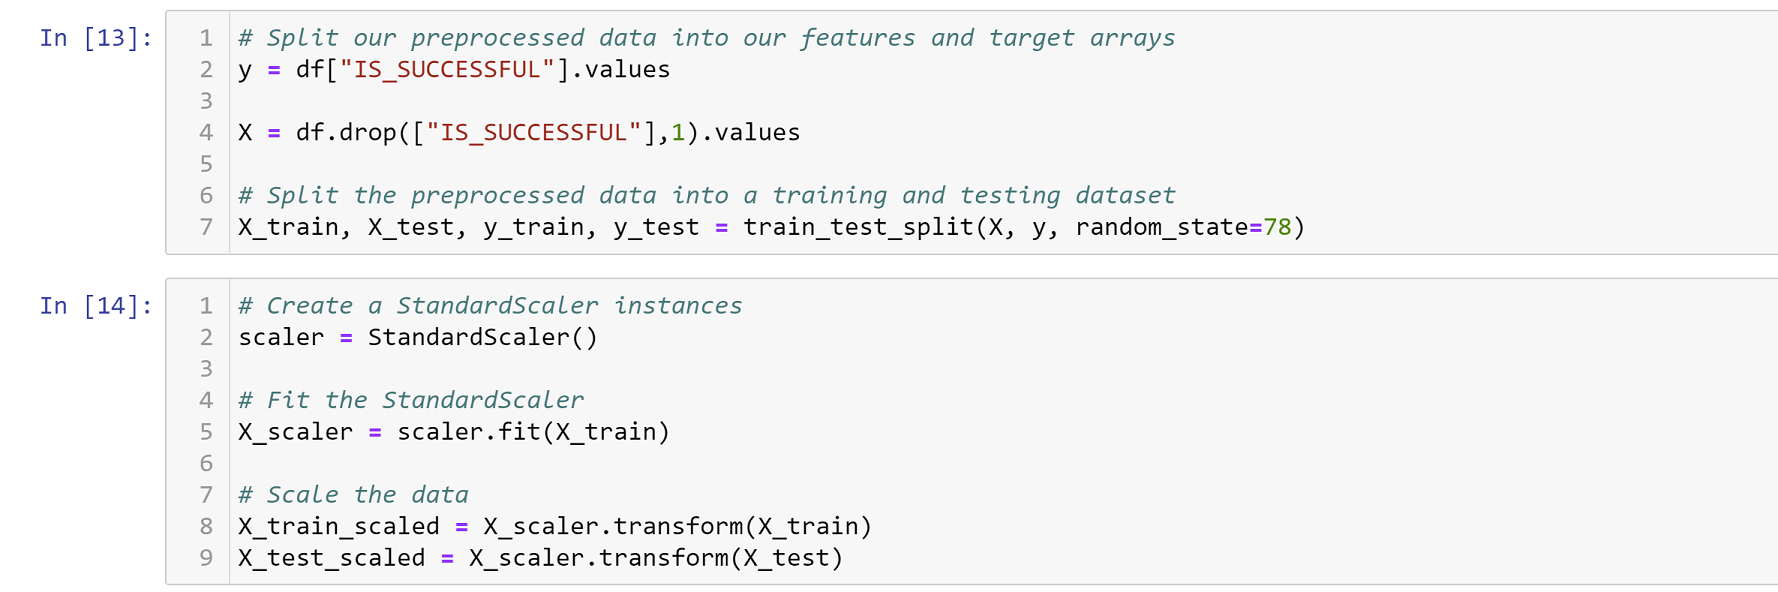 In [13]:
1 # Split our preprocessed data into our features and target arrays
2 y = df["IS_SUCCESSFUL"].values
3
4 X = df.drop(["IS_SUCCESSFUL"],1).values
5
6 # Split the preprocessed data into a training and testing dataset
7 X_train, X_test, y_train, y_test = train_test_split(X, y, random_state=78)
In [14]:
1 # Create a StandardScaler instances
2 scaler = StandardScaler()
3
4 # Fit the StandardScaler
5 X_scaler = scaler.fit(X_train)
6
7 # Scale the data
8 X_train_scaled = X_scaler.transform(X_train)
9 X_test_scaled = X_scaler.transform(X_test)